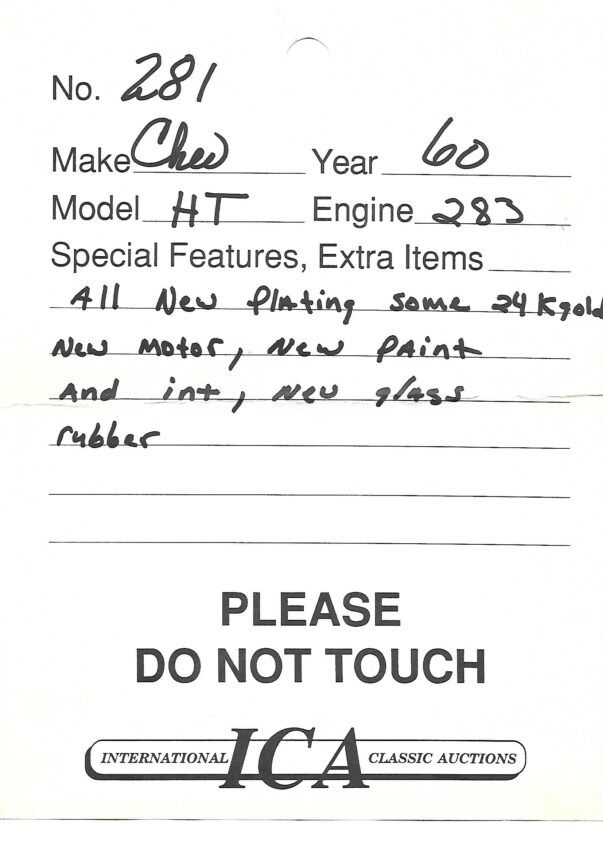 No. 281
Make Chev Year 60
Model HT Engine 283
Special Features, Extra Items
All New Plating some 24 Kgold
New motor, New PAint
And int, New glass
rubber
PLEASE
DO NOT TOUCH
INTERNATIONAL ICA CLASSIC AUCTIONS